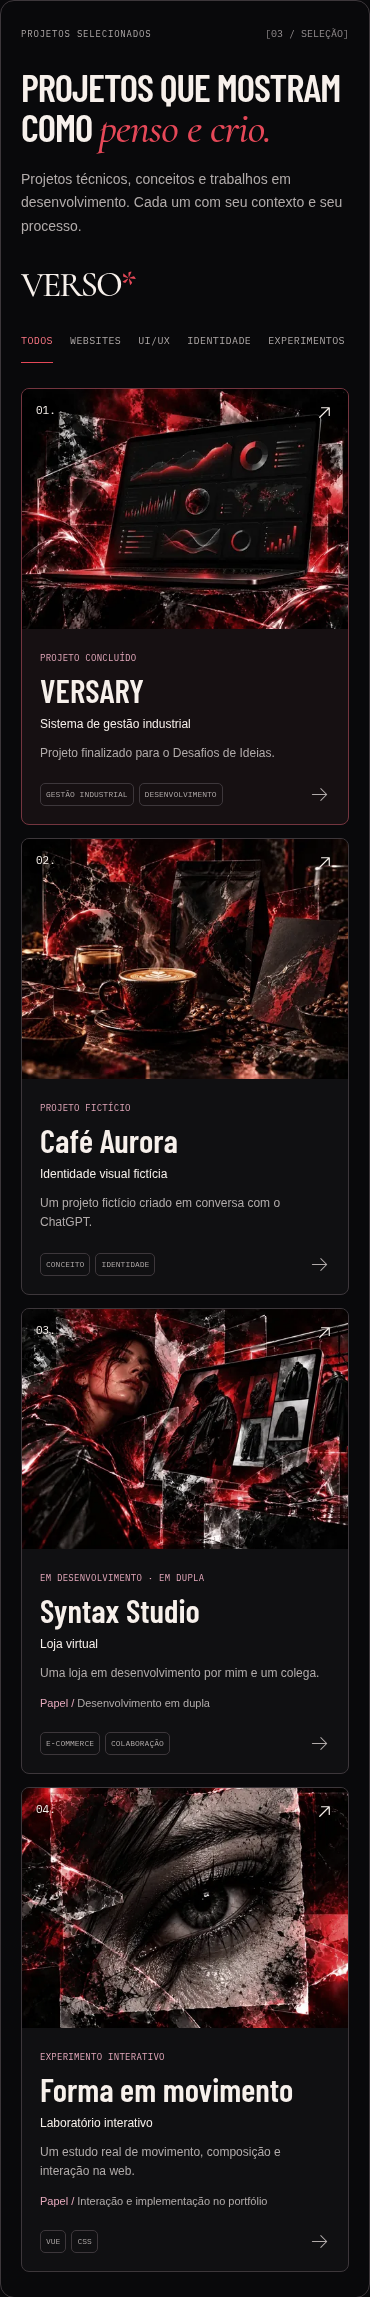 PROJETOS SELECIONADOS
[03 / SELEÇÃO]
PROJETOS QUE MOSTRAM
COMO penso e crio.
Projetos técnicos, conceitos e trabalhos em
desenvolvimento. Cada um com seu contexto e seu
processo.
VERSO*
TODOS WEBSITES UI/UX IDENTIDADE EXPERIMENTOS
01.
PROJETO CONCLUÍDO
VERSARY
Sistema de gestão industrial
Projeto finalizado para o Desafios de Ideias.
GESTÃO INDUSTRIAL DESENVOLVIMENTO
02.
PROJETO FICTÍCIO
Café Aurora
Identidade visual fictícia
Um projeto fictício criado em conversa com o
ChatGPT.
CONCEITO IDENTIDADE
03.
EM DESENVOLVIMENTO · EM DUPLA
Syntax Studio
Loja virtual
Uma loja em desenvolvimento por mim e um colega.
Papel / Desenvolvimento em dupla
E-COMMERCE COLABORAÇÃO
04.
EXPERIMENTO INTERATIVO
Forma em movimento
Laboratório interativo
Um estudo real de movimento, composição e
interação na web.
Papel / Interação e implementação no portfólio
VUE CSS